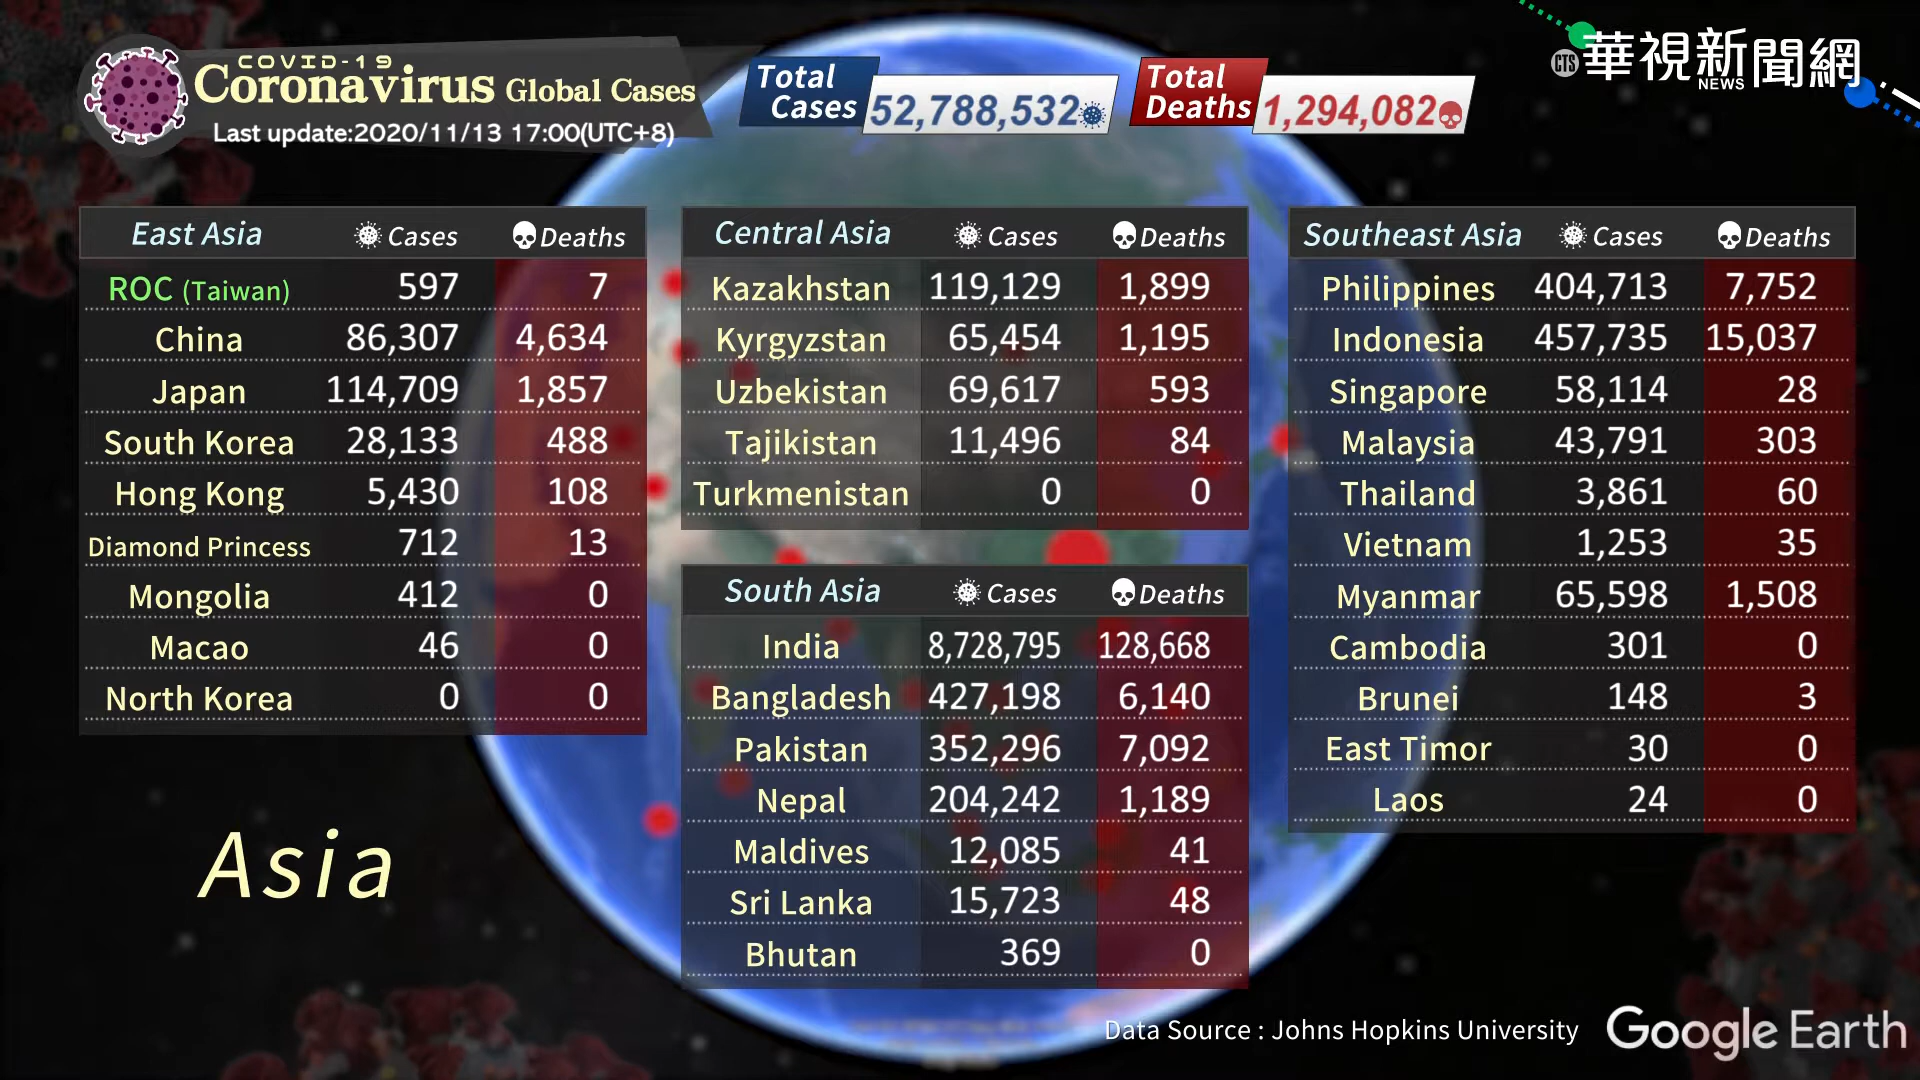 COVID-19
Coronavirus Global Cases
Last update:2020/11/13 17:00(UTC+8)
Total Cases 52,788,532
Total Deaths 1,294,082
CTS 華視新聞網
NEWS
East Asia Cases Deaths
ROC (Taiwan) 597 7
China 86,307 4,634
Japan 114,709 1,857
South Korea 28,133 488
Hong Kong 5,430 108
Diamond Princess 712 13
Mongolia 412 0
Macao 46 0
North Korea 0 0
Central Asia Cases Deaths
Kazakhstan 119,129 1,899
Kyrgyzstan 65,454 1,195
Uzbekistan 69,617 593
Tajikistan 11,496 84
Turkmenistan 0 0
South Asia Cases Deaths
India 8,728,795 128,668
Bangladesh 427,198 6,140
Pakistan 352,296 7,092
Nepal 204,242 1,189
Maldives 12,085 41
Sri Lanka 15,723 48
Bhutan 369 0
Southeast Asia Cases Deaths
Philippines 404,713 7,752
Indonesia 457,735 15,037
Singapore 58,114 28
Malaysia 43,791 303
Thailand 3,861 60
Vietnam 1,253 35
Myanmar 65,598 1,508
Cambodia 301 0
Brunei 148 3
East Timor 30 0
Laos 24 0
Asia
Data Source : Johns Hopkins University
Google Earth